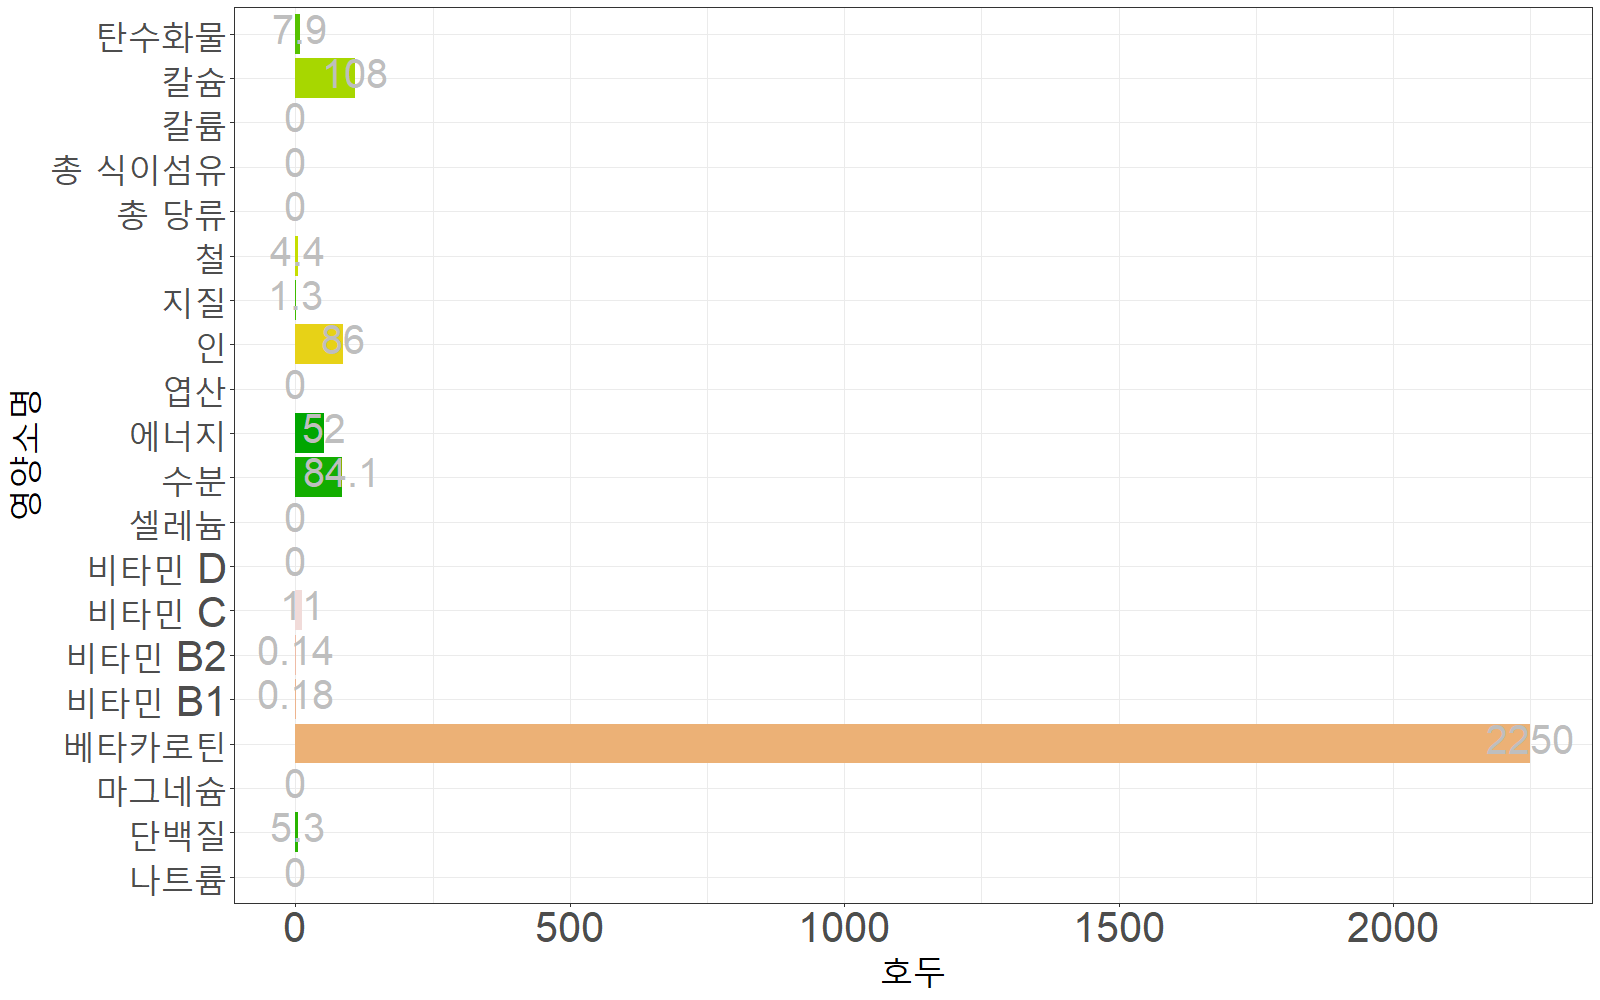 탄수화물 7.9
칼슘 108
칼륨 0
총 식이섬유 0
총 당류 0
철 4.4
지질 1.3
인 86
엽산 0
에너지 52
수분 84.1
셀레늄 0
비타민 D 0
비타민 C 11
비타민 B2 0.14
비타민 B1 0.18
베타카로틴 2250
마그네슘 0
단백질 5.3
나트륨 0
영양소명
0 500 1000 1500 2000
호두